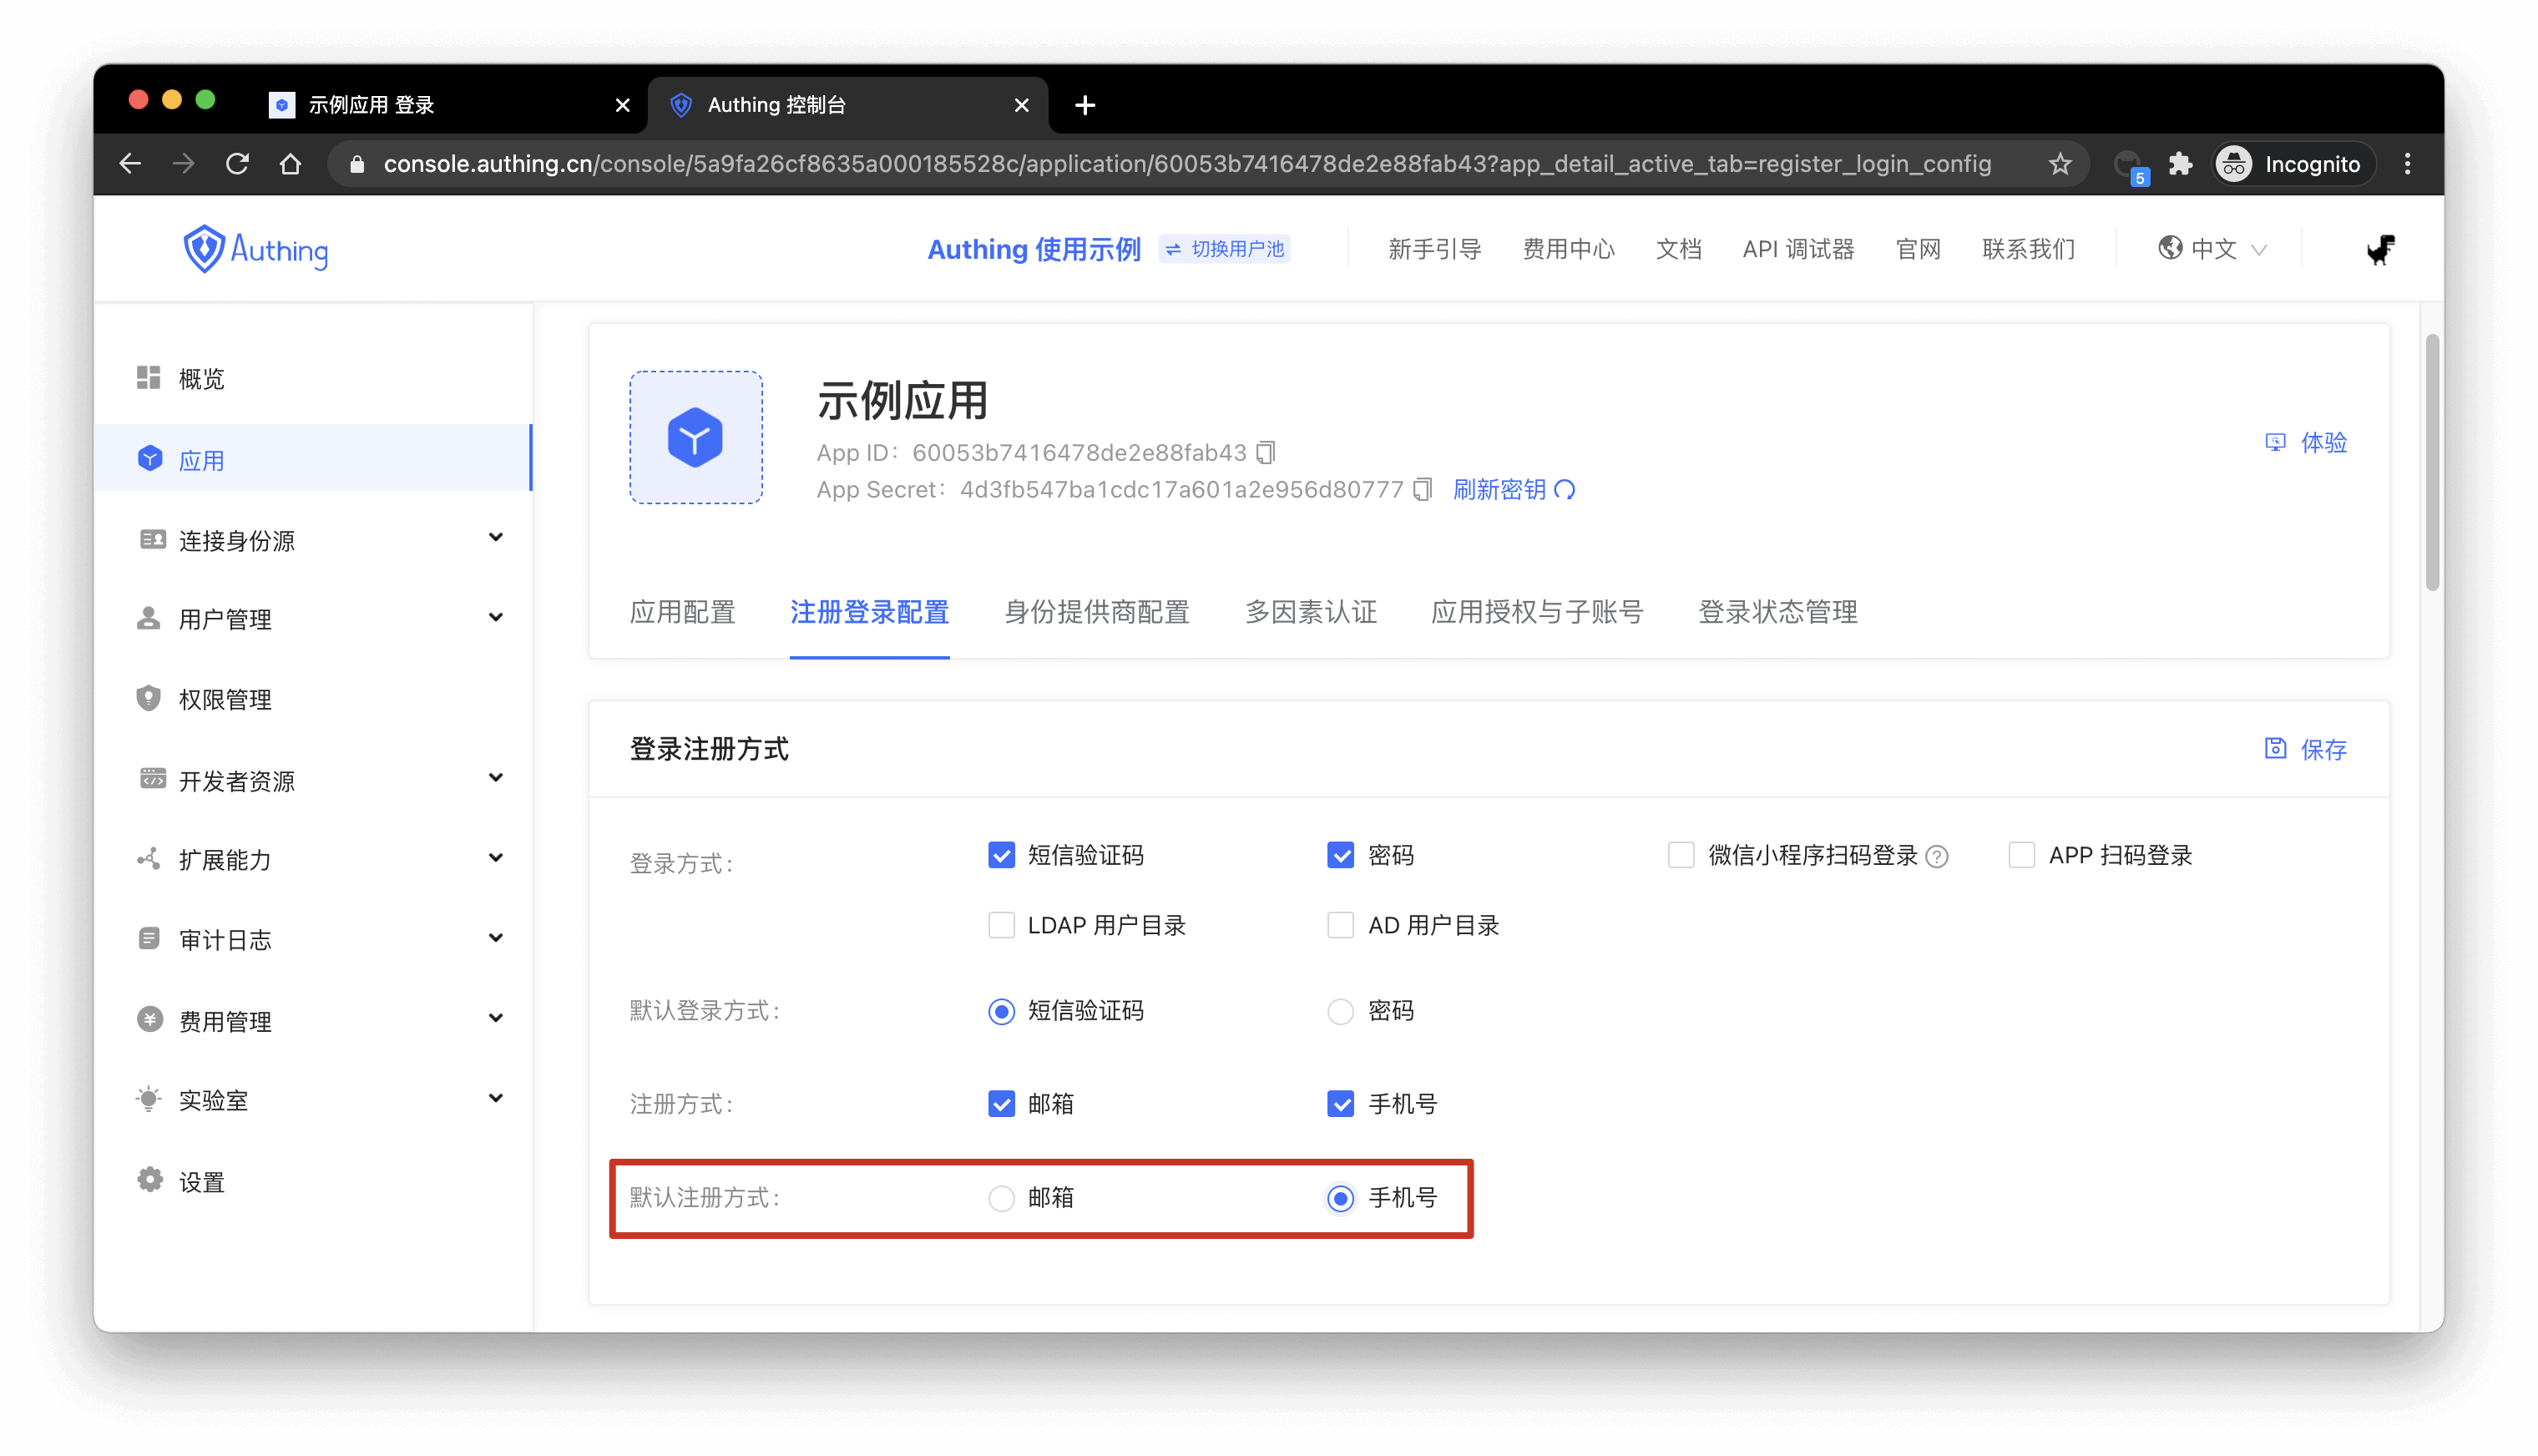 示例应用 登录
Authing 控制台
console.authing.cn/console/5a9fa26cf8635a000185528c/application/60053b7416478de2e88fab43?app_detail_active_tab=register_login_config
5
Incognito
Authing
Authing 使用示例
切换用户池
新手引导
费用中心
文档
API 调试器
官网
联系我们
中文
概览
应用
连接身份源
用户管理
权限管理
开发者资源
扩展能力
审计日志
费用管理
实验室
设置
示例应用
App ID：60053b7416478de2e88fab43
App Secret：4d3fb547ba1cdc17a601a2e956d80777 刷新密钥
体验
应用配置 注册登录配置 身份提供商配置 多因素认证 应用授权与子账号 登录状态管理
登录注册方式 保存
登录方式： 短信验证码 密码 微信小程序扫码登录 ? APP 扫码登录
LDAP 用户目录 AD 用户目录
默认登录方式： 短信验证码 密码
注册方式： 邮箱 手机号
默认注册方式： 邮箱 手机号